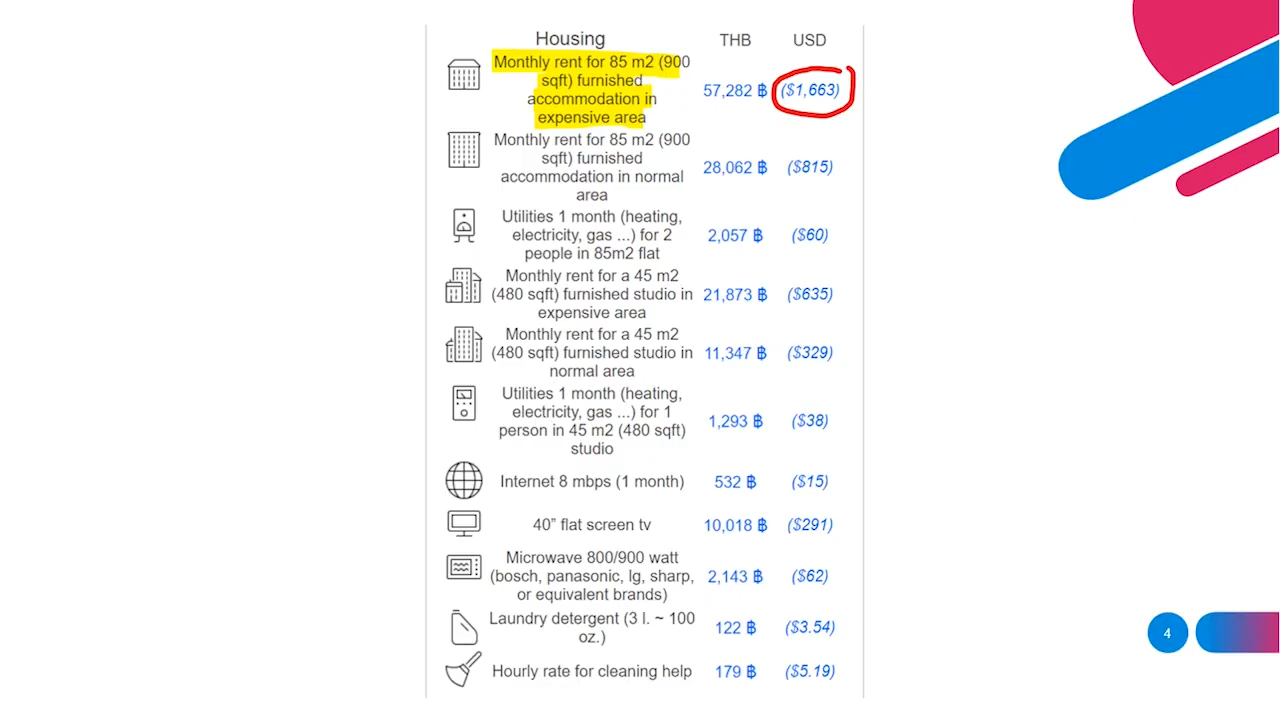 Housing THB USD
Monthly rent for 85 m2 (900
sqft) furnished
accommodation in
expensive area
57,282 ฿ ($1,663)
Monthly rent for 85 m2 (900
sqft) furnished
accommodation in normal
area
28,062 ฿ ($815)
Utilities 1 month (heating,
electricity, gas ...) for 2
people in 85m2 flat
2,057 ฿ ($60)
Monthly rent for a 45 m2
(480 sqft) furnished studio in
expensive area
21,873 ฿ ($635)
Monthly rent for a 45 m2
(480 sqft) furnished studio in
normal area
11,347 ฿ ($329)
Utilities 1 month (heating,
electricity, gas ...) for 1
person in 45 m2 (480 sqft)
studio
1,293 ฿ ($38)
Internet 8 mbps (1 month) 532 ฿ ($15)
40” flat screen tv 10,018 ฿ ($291)
Microwave 800/900 watt
(bosch, panasonic, lg, sharp,
or equivalent brands)
2,143 ฿ ($62)
Laundry detergent (3 l. ~ 100
oz.)
122 ฿ ($3.54)
Hourly rate for cleaning help 179 ฿ ($5.19)
4